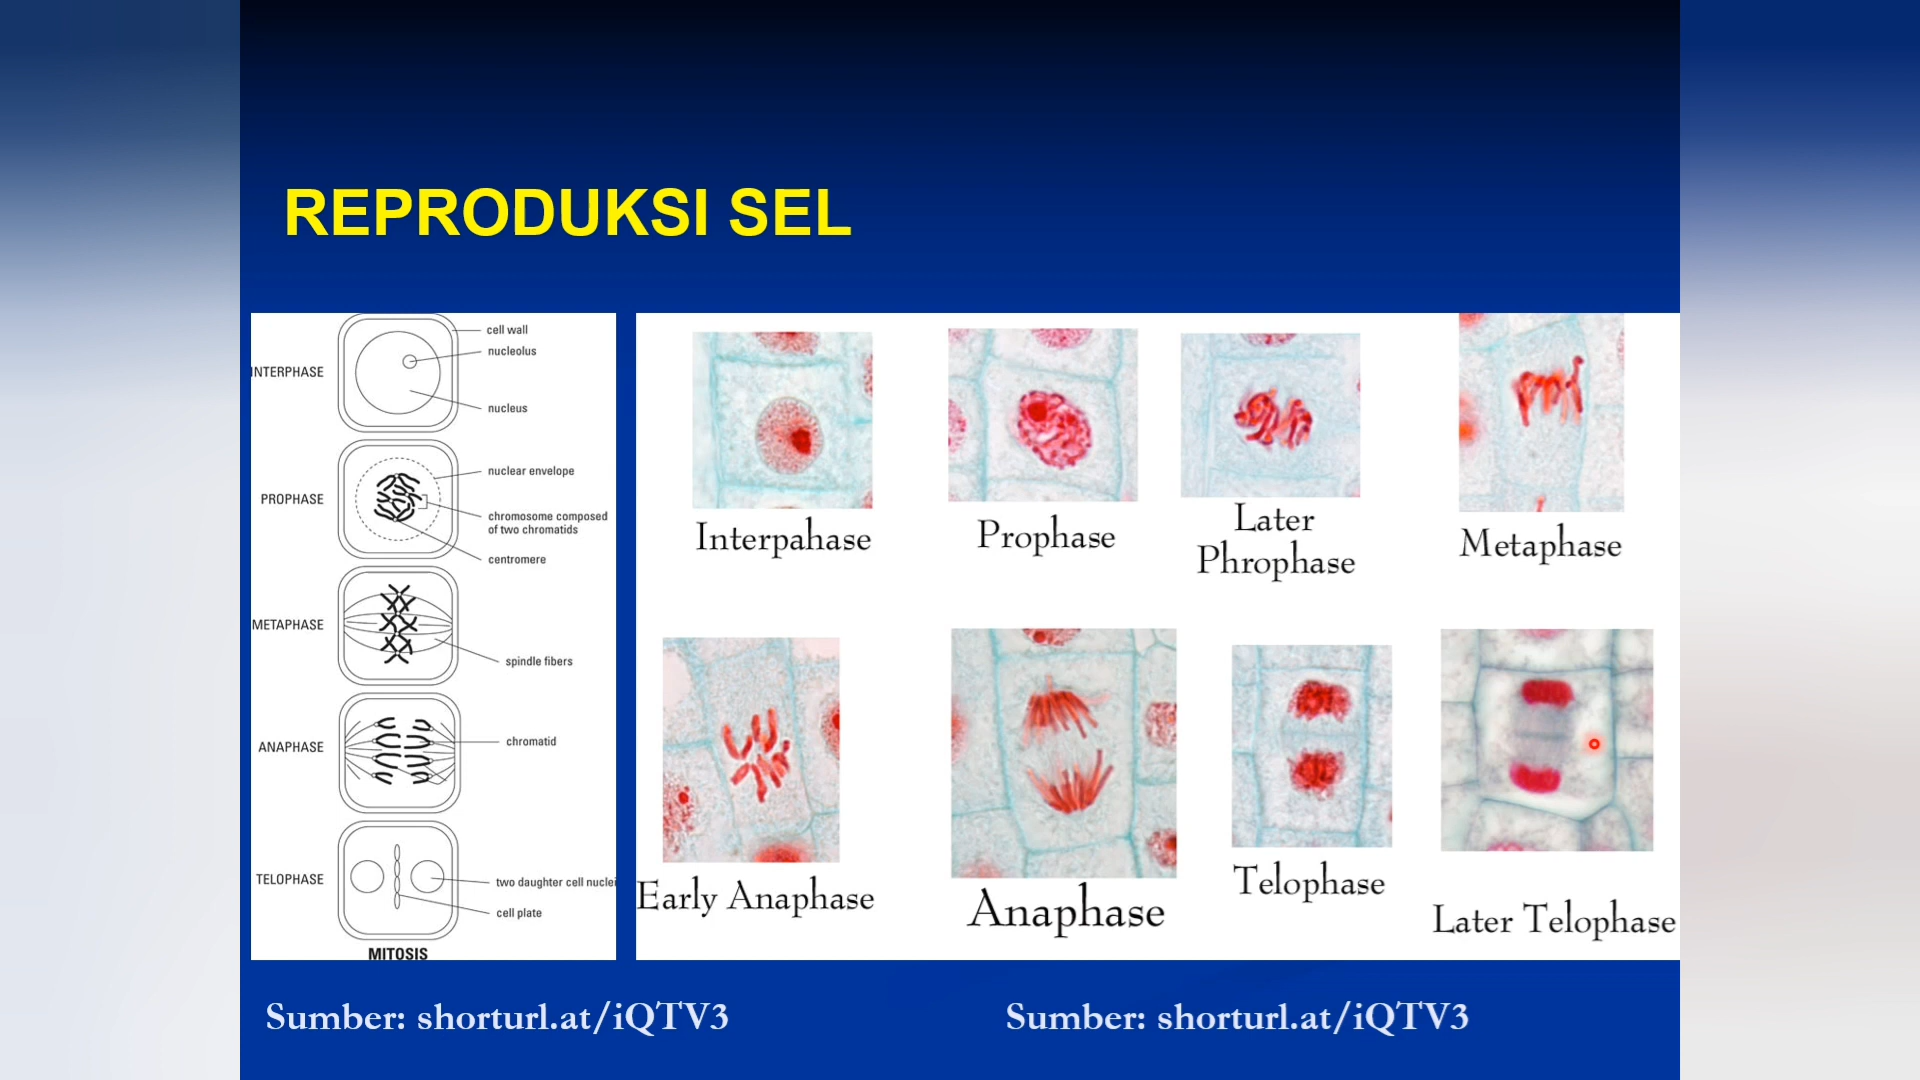 REPRODUKSI SEL
INTERPHASE
cell wall
nucleolus
nucleus
PROPHASE
nuclear envelope
chromosome composed
of two chromatids
centromere
METAPHASE
spindle fibers
ANAPHASE
chromatid
TELOPHASE
two daughter cell nuclei
cell plate
MITOSIS
Interpahase
Prophase
Later
Phrophase
Metaphase
Early Anaphase
Anaphase
Telophase
Later Telophase
Sumber: shorturl.at/iQTV3
Sumber: shorturl.at/iQTV3